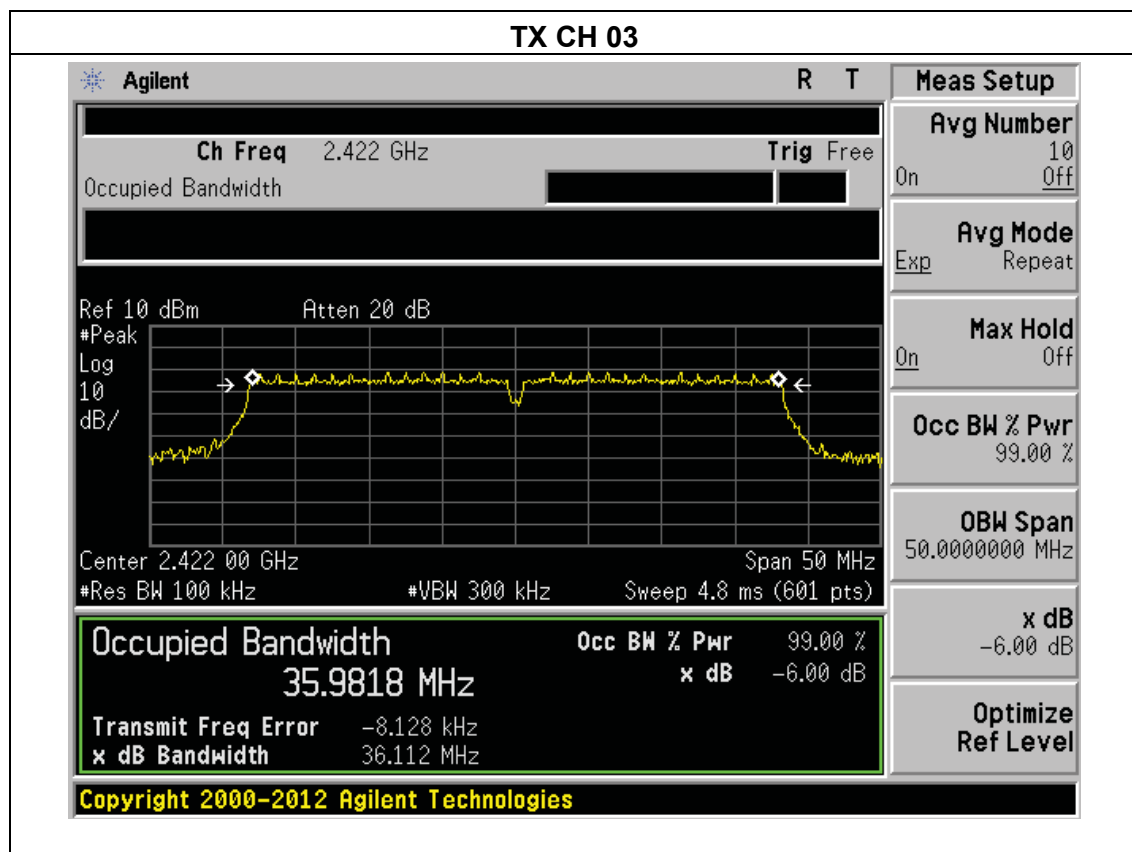 TX CH 03
Agilent R T
Ch Freq 2.422 GHz Trig Free
Occupied Bandwidth
Ref 10 dBm Atten 20 dB
#Peak
Log
10
dB/
Center 2.422 00 GHz Span 50 MHz
#Res BW 100 kHz #VBW 300 kHz Sweep 4.8 ms (601 pts)
Occupied Bandwidth Occ BW % Pwr 99.00 %
35.9818 MHz x dB -6.00 dB
Transmit Freq Error -8.128 kHz
x dB Bandwidth 36.112 MHz
Copyright 2000-2012 Agilent Technologies
Meas Setup
Avg Number
10
On Off
Avg Mode
Exp Repeat
Max Hold
On Off
Occ BW % Pwr
99.00 %
OBW Span
50.0000000 MHz
x dB
-6.00 dB
Optimize
Ref Level